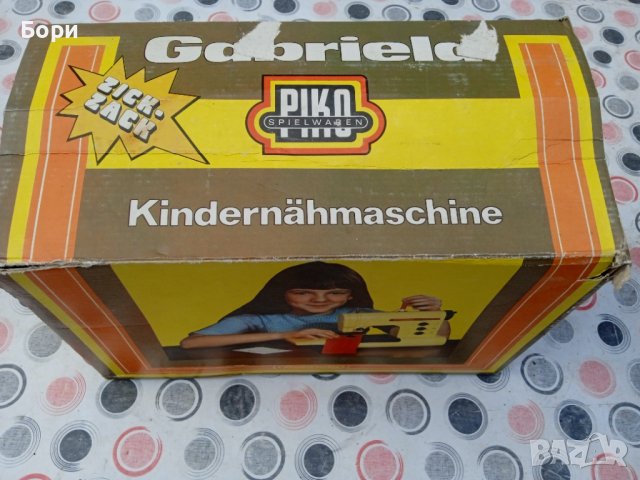 Бори
Gabriela
ZICK-
ZACK
PIKO
SPIELWAREN
Kindernähmaschine
BAZAR